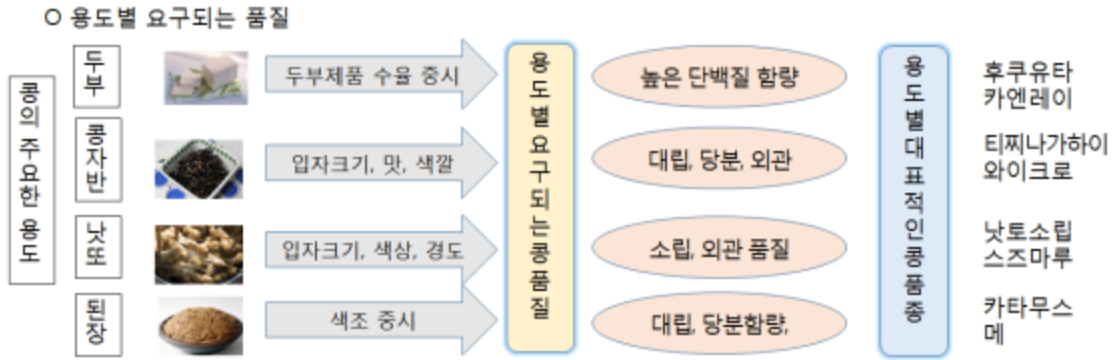 ○ 용도별 요구되는 품질
콩의 주요한 용도
두부
두부제품 수율 중시
콩자반
입자크기, 맛, 색깔
낫또
입자크기, 색상, 경도
된장
색조 중시
용도별 요구되는 콩 품질
높은 단백질 함량
대립, 당분, 외관
소립, 외관 품질
대립, 당분함량,
용도별 대표적인 콩 품종
후쿠유타
카엔레이
티찌나가하이
와이크로
낫토소립
스즈마루
카타무스
메